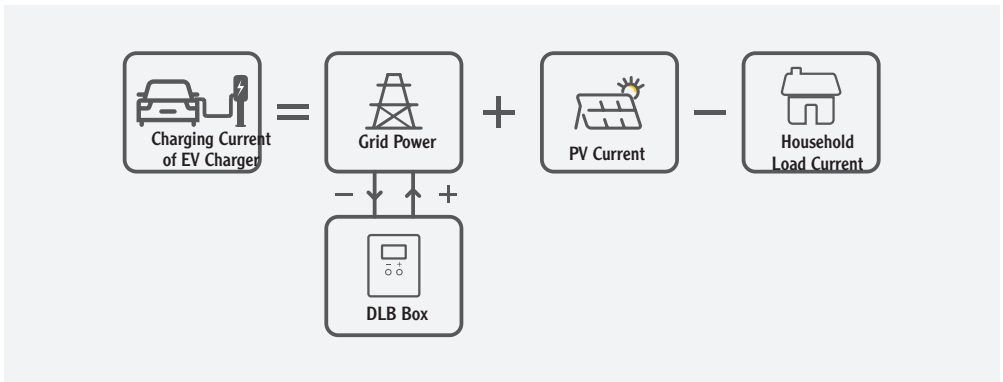 Charging Current
of EV Charger
=
Grid Power
+
PV Current
−
Household
Load Current
− +
− +
DLB Box